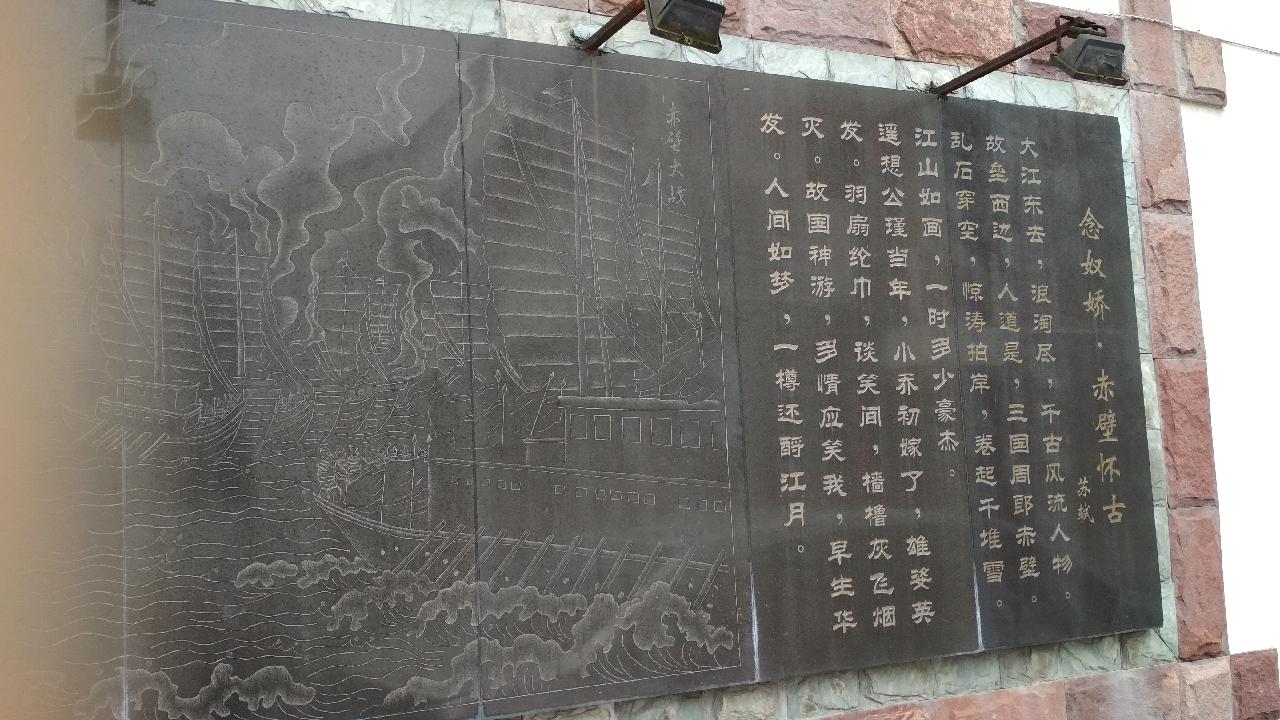 念奴娇·赤壁怀古
苏轼
大江东去，浪淘尽，千古风流人物。
故垒西边，人道是，三国周郎赤壁。
乱石穿空，惊涛拍岸，卷起千堆雪。
江山如画，一时多少豪杰。
遥想公瑾当年，小乔初嫁了，雄姿英
发。羽扇纶巾，谈笑间，樯橹灰飞烟
灭。故国神游，多情应笑我，早生华
发。人间如梦，一樽还酹江月。
赤壁大战